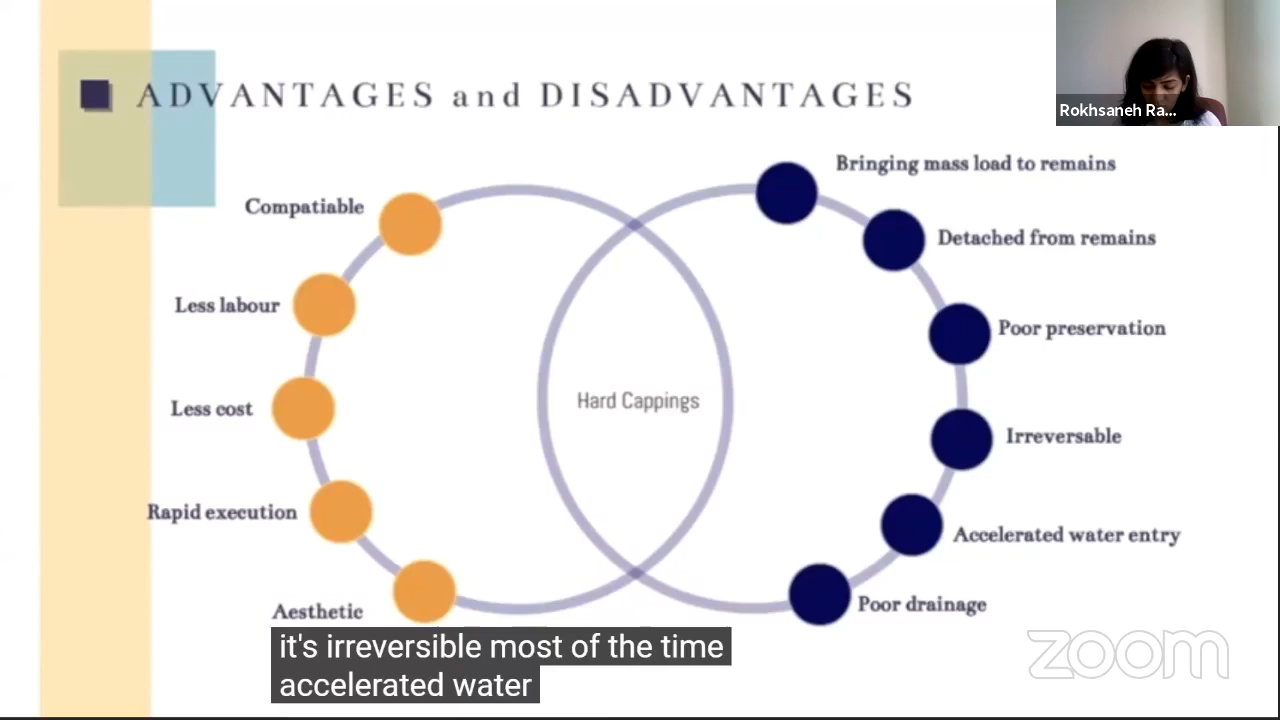 ADVANTAGES and DISADVANTAGES
Rokhsaneh Ra...
Bringing mass load to remains
Compatiable
Detached from remains
Less labour
Poor preservation
Hard Cappings
Less cost
Irreversable
Rapid execution
Accelerated water entry
Aesthetic
Poor drainage
it's irreversible most of the time
accelerated water
zoom